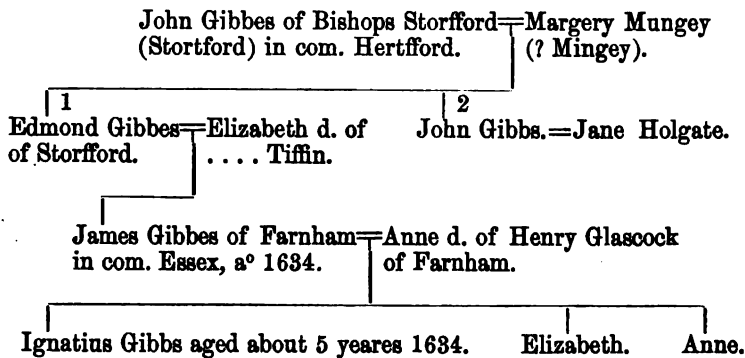 John Gibbes of Bishops Storfford=Margery Mungey
(Stortford) in com. Hertfford. (? Mingey).
1 2
Edmond Gibbes=Elizabeth d. of John Gibbs.=Jane Holgate.
of Storfford. . . . . Tiffin.
James Gibbes of Farnham=Anne d. of Henry Glascock
in com. Essex, aº 1634. of Farnham.
Ignatius Gibbs aged about 5 yeares 1634. Elizabeth. Anne.